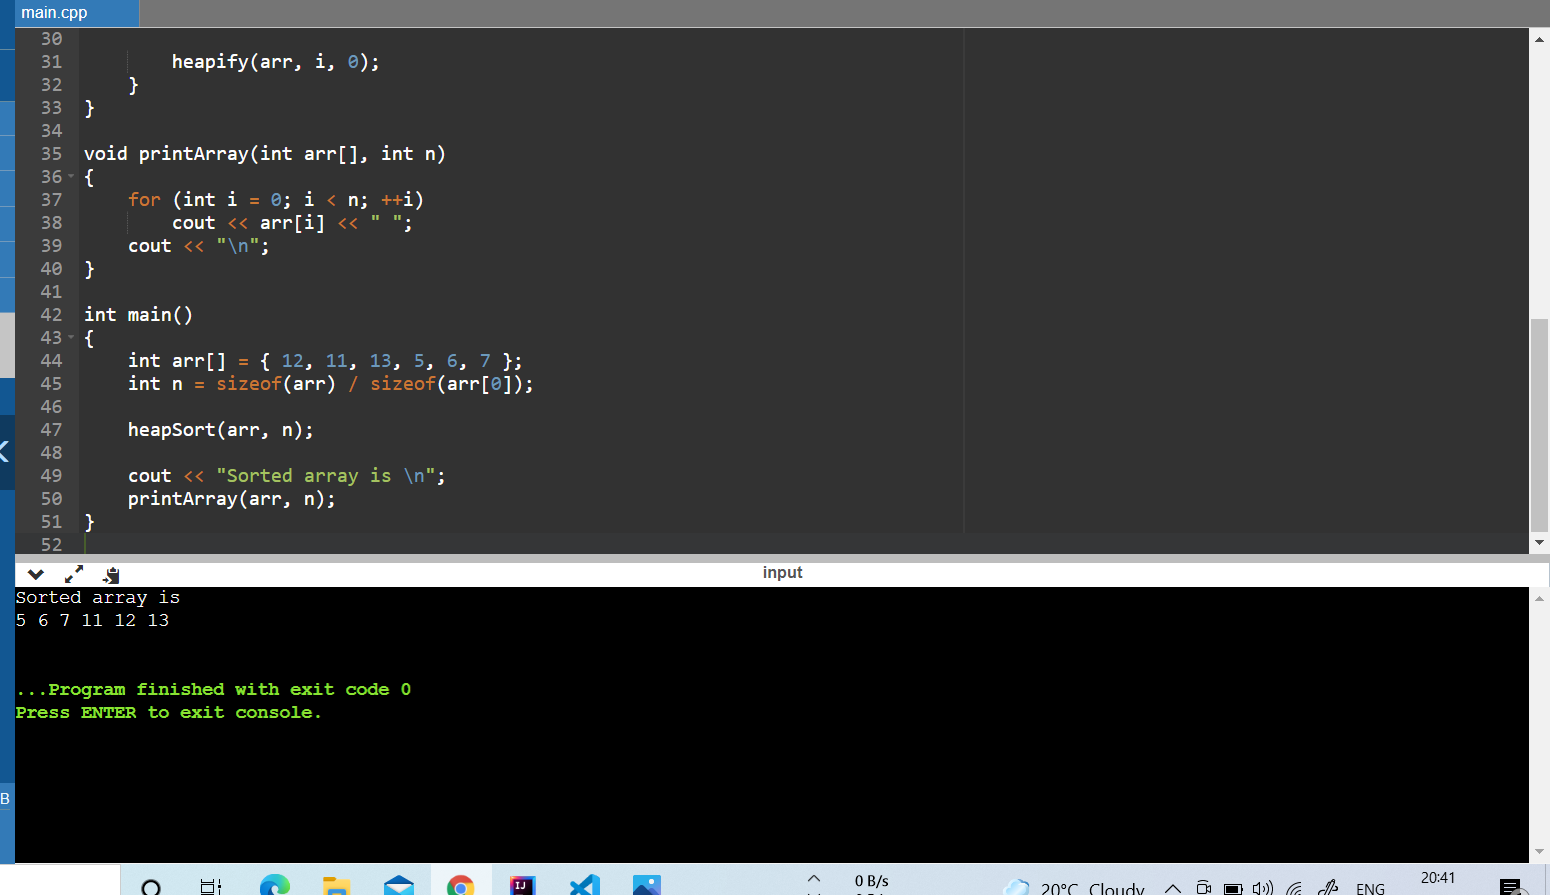 main.cpp
30
31 heapify(arr, i, 0);
32 }
33 }
34
35 void printArray(int arr[], int n)
36 {
37 for (int i = 0; i < n; ++i)
38 cout << arr[i] << " ";
39 cout << "\n";
40 }
41
42 int main()
43 {
44 int arr[] = { 12, 11, 13, 5, 6, 7 };
45 int n = sizeof(arr) / sizeof(arr[0]);
46
47 heapSort(arr, n);
48
49 cout << "Sorted array is \n";
50 printArray(arr, n);
51 }
52
input
Sorted array is
5 6 7 11 12 13
...Program finished with exit code 0
Press ENTER to exit console.
B
IJ
0 B/s
20°C Cloudy
ENG
20:41